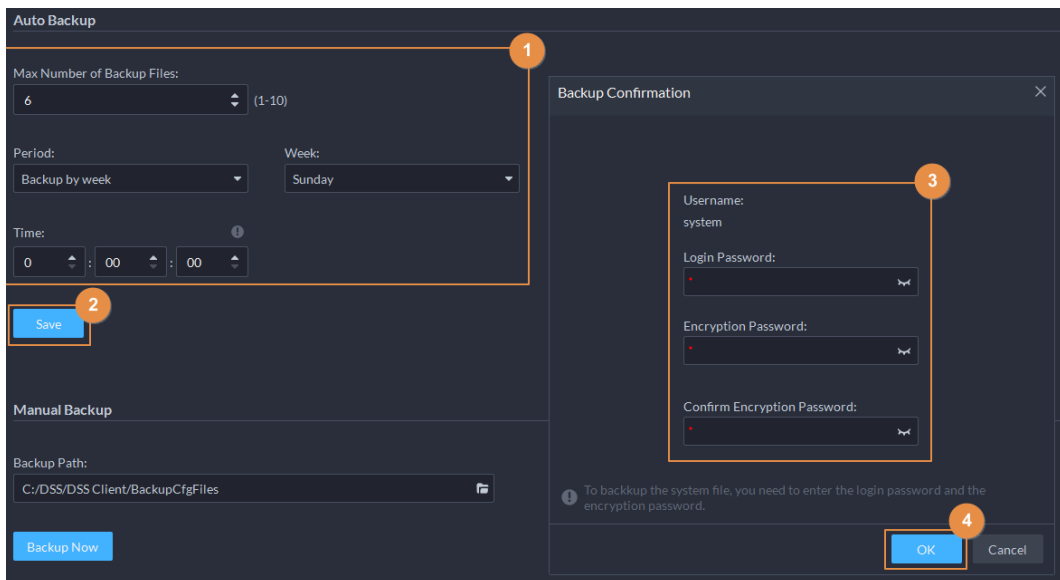 Auto Backup
1
Max Number of Backup Files:
6 (1-10)
Period: Week:
Backup by week Sunday
Time:
0 : 00 : 00
2
Save
Manual Backup
Backup Path:
C:/DSS/DSS Client/BackupCfgFiles
Backup Now
Backup Confirmation
3
Username:
system
Login Password:
*
Encryption Password:
*
Confirm Encryption Password:
*
To backkup the system file, you need to enter the login password and the
encryption password.
4
OK Cancel